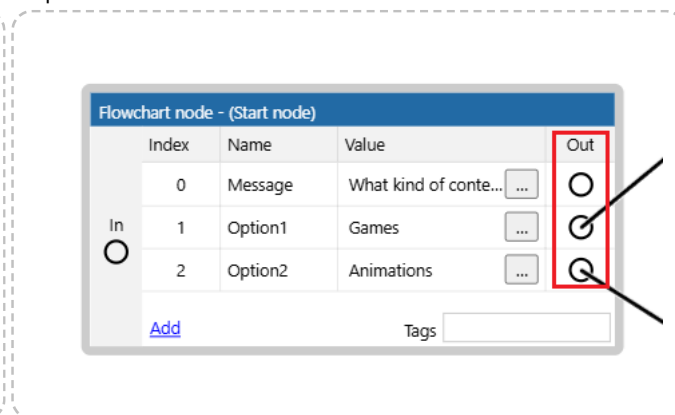 Flowchart node - (Start node)
Index Name Value Out
0 Message What kind of conte... ...
In
1 Option1 Games ...
2 Option2 Animations ...
Add Tags